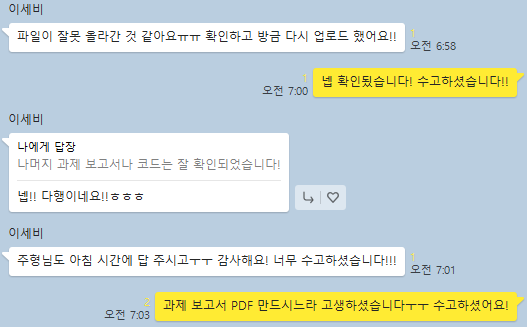 이세비
파일이 잘못 올라간 것 같아요ㅠㅠ 확인하고 방금 다시 업로드 했어요!!
1
오전 6:58
1
오전 7:00
넵 확인됐습니다! 수고하셨습니다!!
이세비
나에게 답장
나머지 과제 보고서나 코드는 잘 확인되었습니다!
넵!! 다행이네요!!ㅎㅎㅎ
이세비
주형님도 아침 시간에 답 주시고ㅜㅜ 감사해요! 너무 수고하셨습니다!!!
1
오전 7:01
2
오전 7:03
과제 보고서 PDF 만드시느라 고생하셨습니다ㅜㅜ 수고하셨어요!